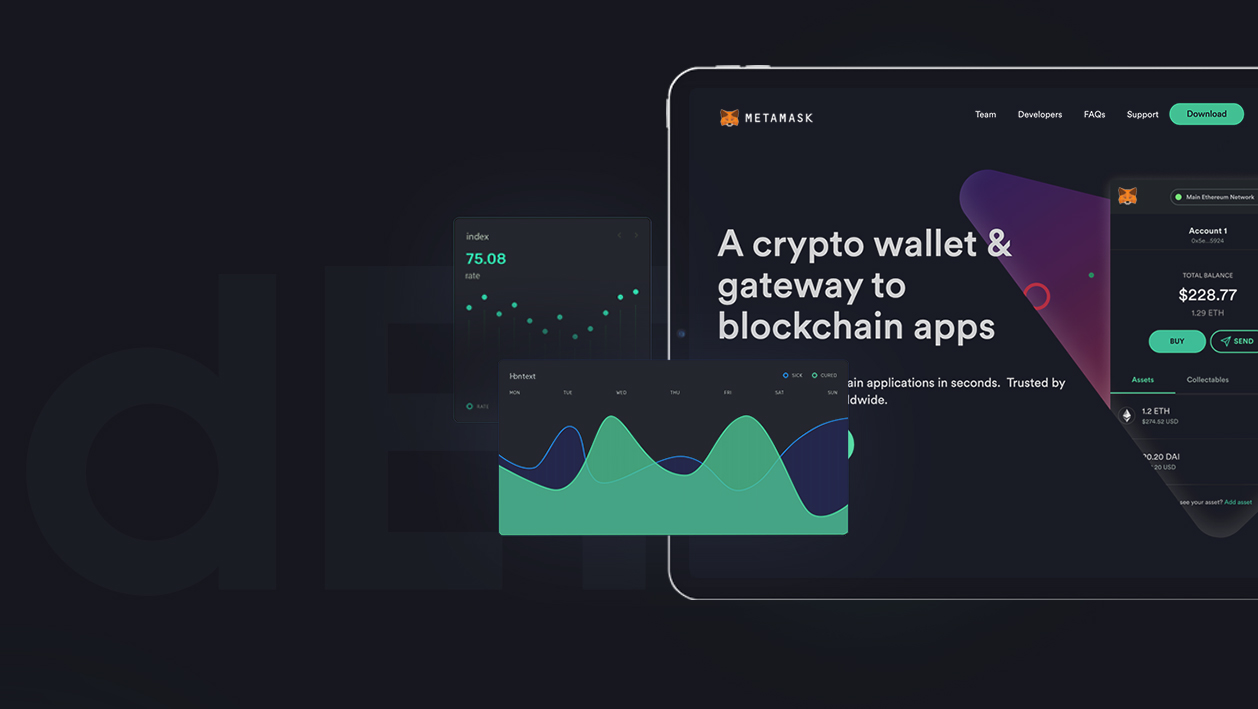 METAMASK
Team Developers FAQs Support Download
A crypto wallet &
gateway to
blockchain apps
ain applications in seconds. Trusted by
ldwide.
index
75.08
rate
RATE
Hontext
SICK CURED
MON TUE WED THU FRI SAT SUN
Main Ethereum Network
Account 1
0x5e...5924
TOTAL BALANCE
$228.77
1.29 ETH
BUY SEND
Assets Collectables
1.2 ETH
$274.52 USD
20.20 DAI
.20 USD
see your asset? Add asset
dEf